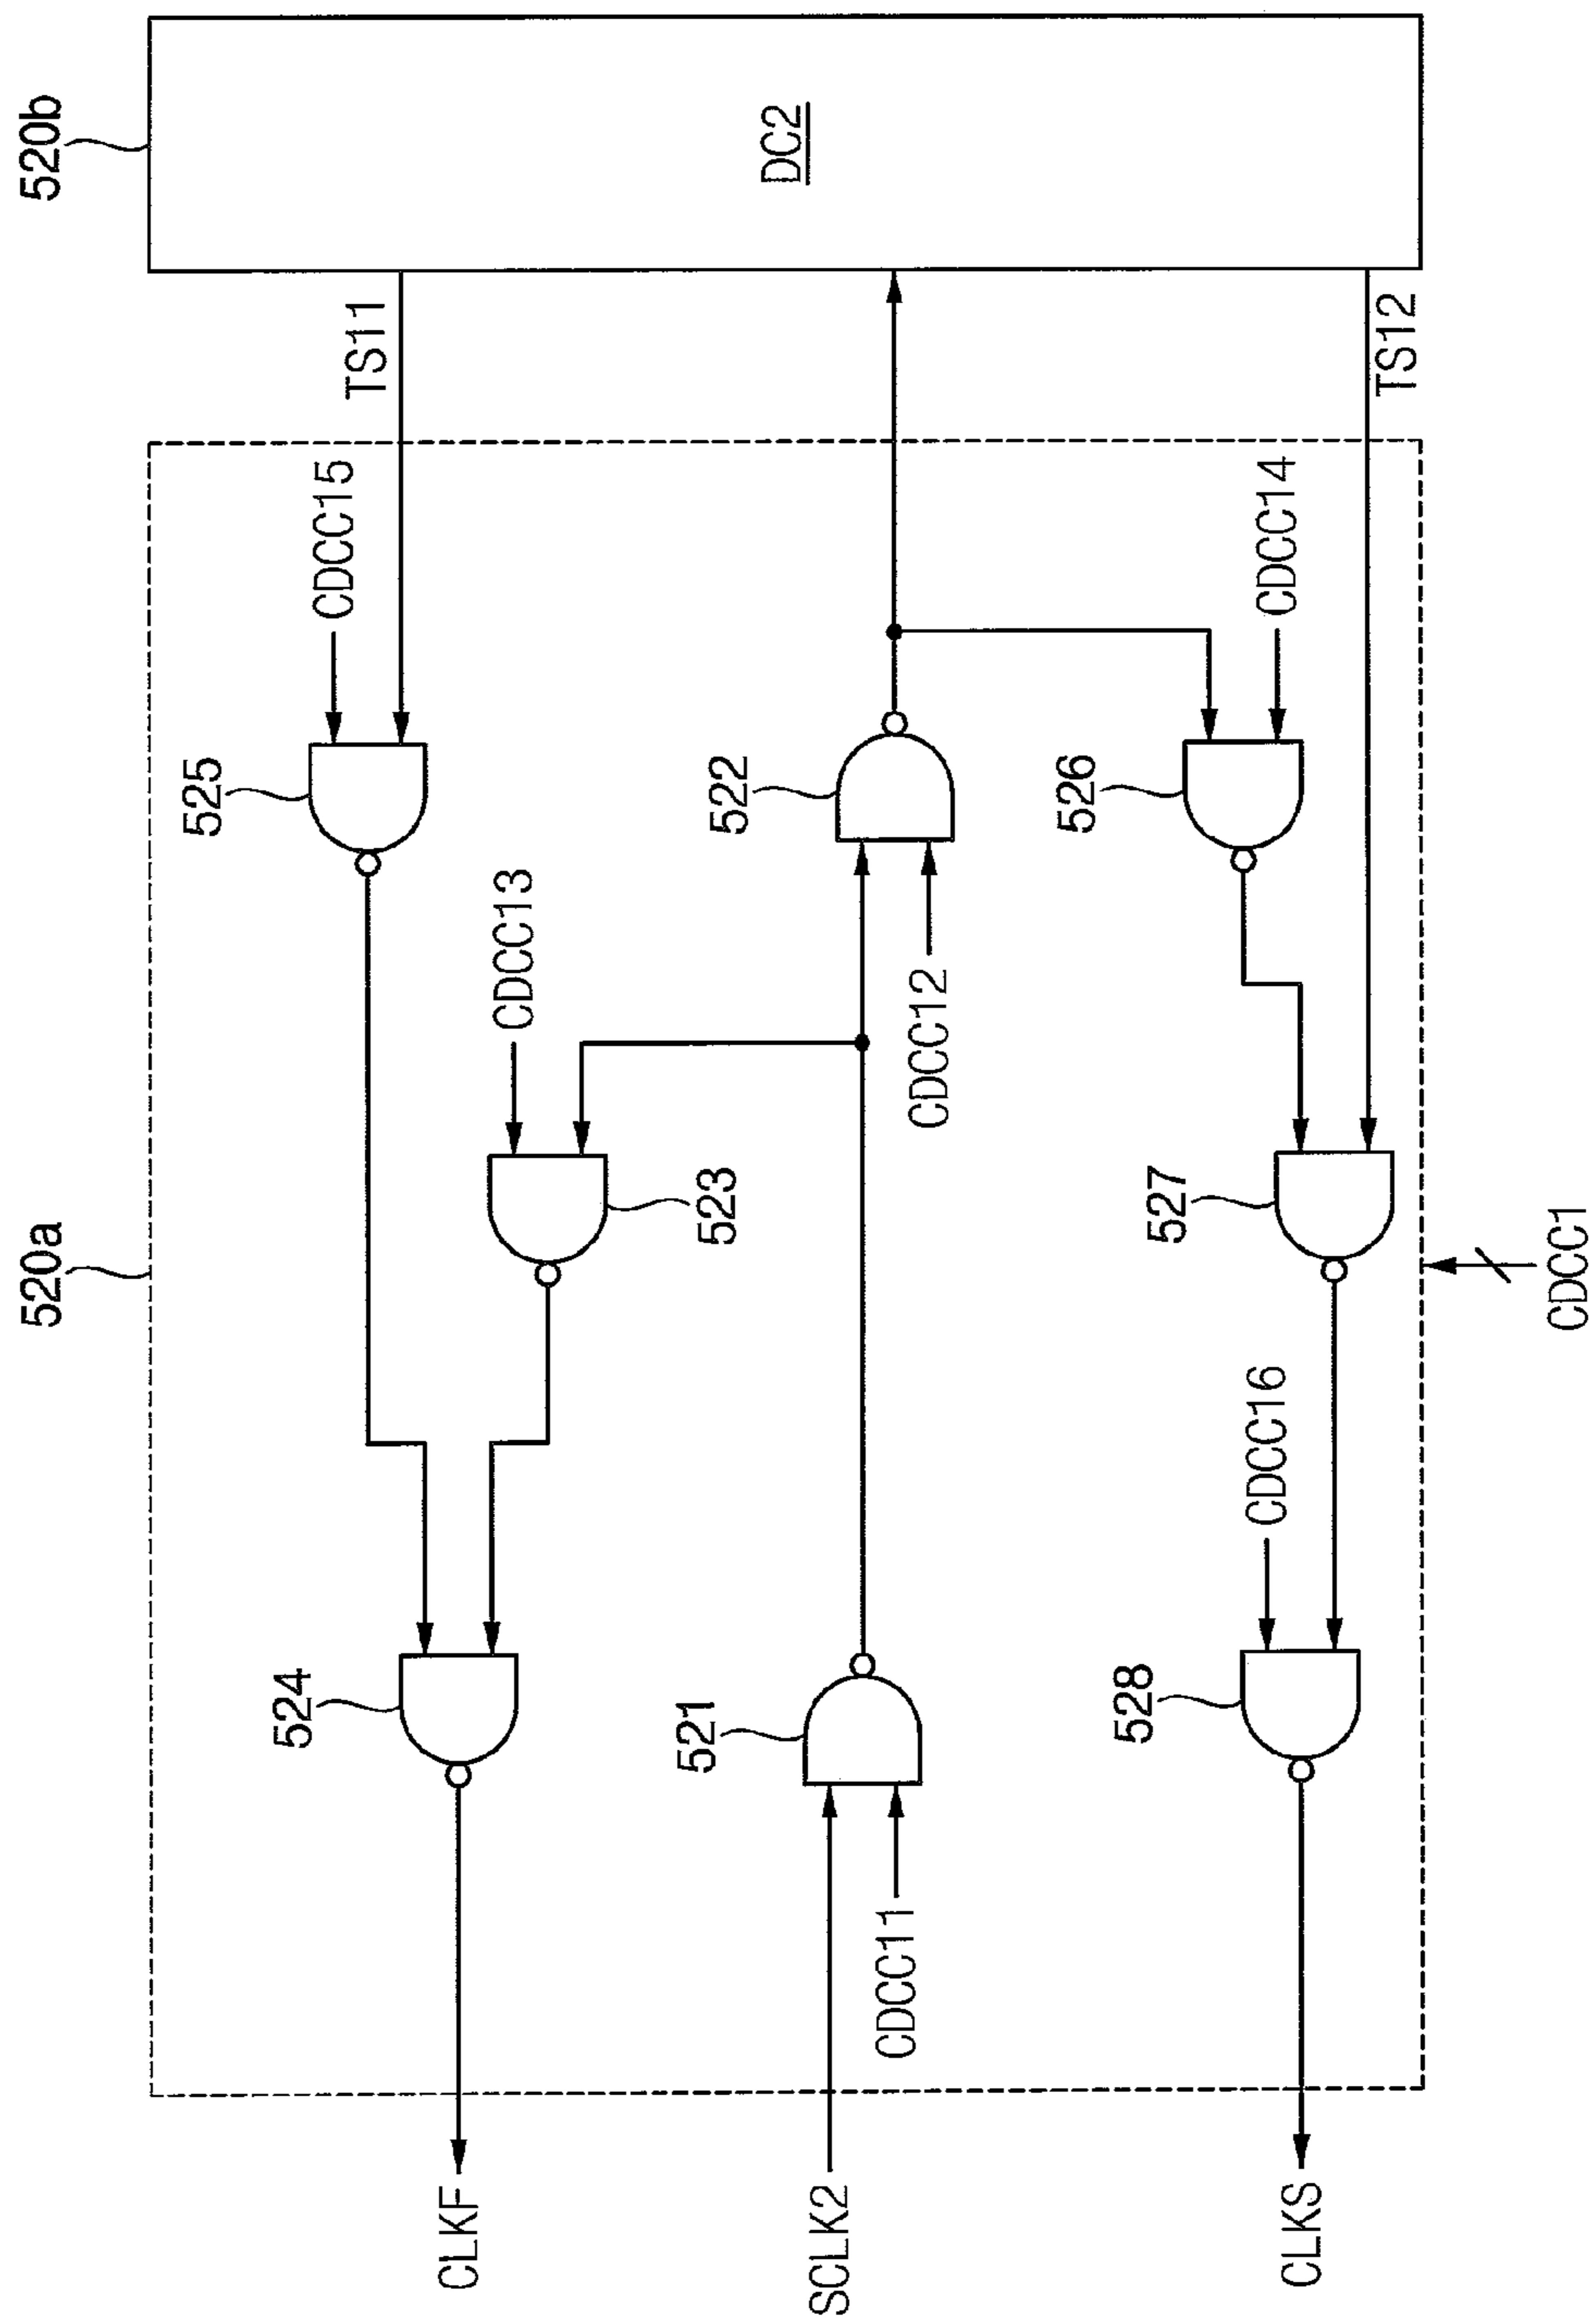 520a
520b
525
CDCC15
TS11
524
CDCC13
523
CLKF
DC2
522
521
SCLK2
CDCC11
CDCC12
526
CDCC14
TS12
527
528
CDCC16
CLKS
CDCC1